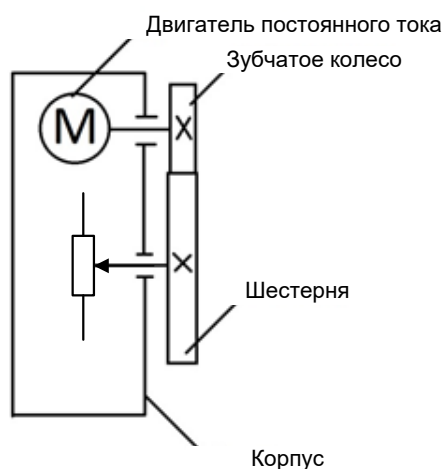 Двигатель постоянного тока
Зубчатое колесо
М
Шестерня
Корпус